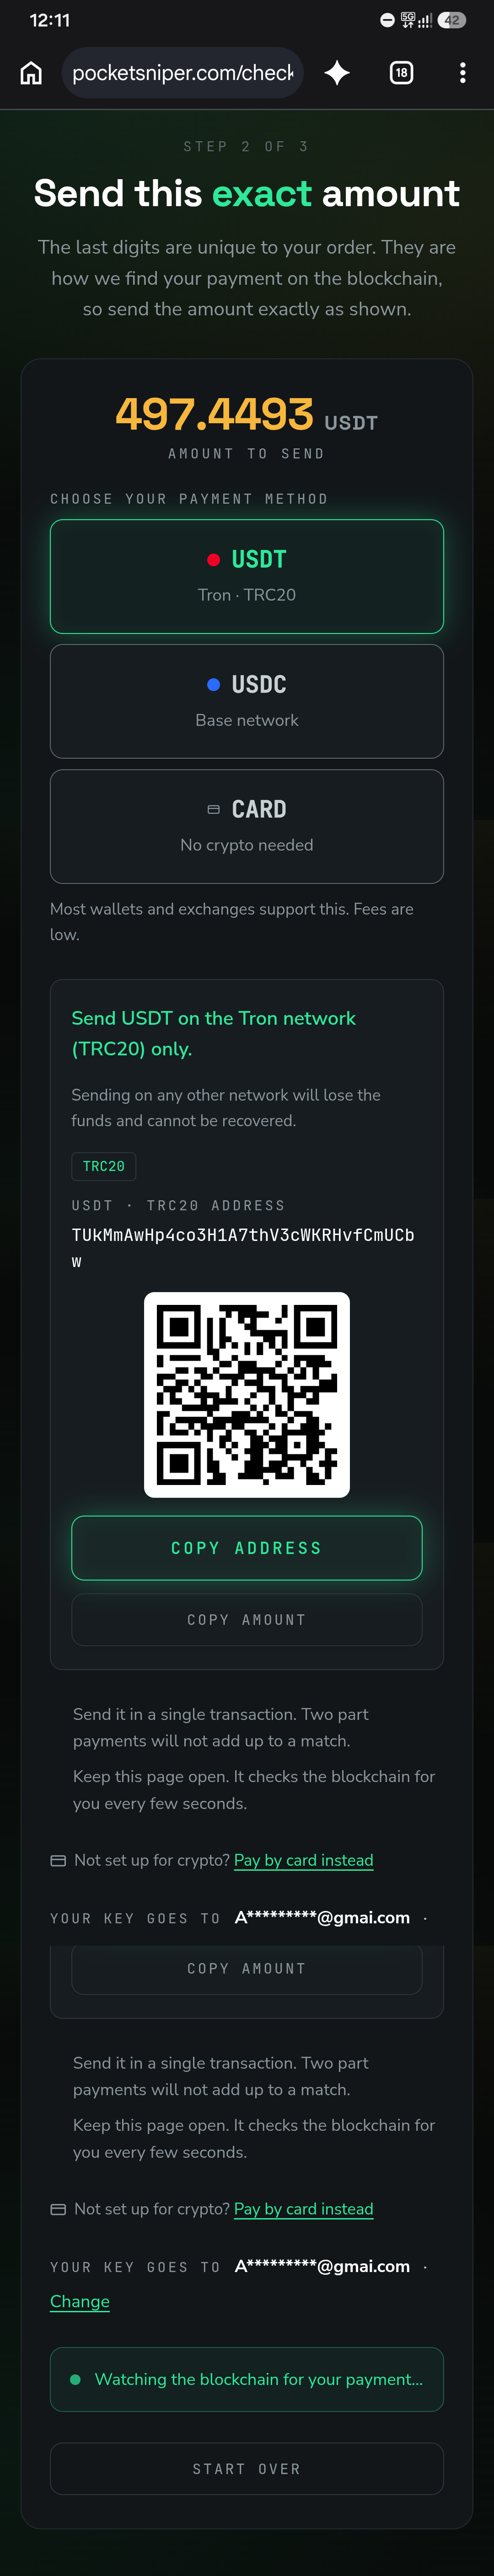 12:11
5G
42
pocketsniper.com/check
18
STEP 2 OF 3
Send this exact amount
The last digits are unique to your order. They are
how we find your payment on the blockchain,
so send the amount exactly as shown.
497.4493 USDT
AMOUNT TO SEND
CHOOSE YOUR PAYMENT METHOD
USDT
Tron · TRC20
USDC
Base network
CARD
No crypto needed
Most wallets and exchanges support this. Fees are
low.
Send USDT on the Tron network
(TRC20) only.
Sending on any other network will lose the
funds and cannot be recovered.
TRC20
USDT · TRC20 ADDRESS
TUkMmAwHp4co3H1A7thV3cWKRHvfCmUCb
w
COPY ADDRESS
COPY AMOUNT
Send it in a single transaction. Two part
payments will not add up to a match.
Keep this page open. It checks the blockchain for
you every few seconds.
Not set up for crypto? Pay by card instead
YOUR KEY GOES TO A*********@gmai.com ·
COPY AMOUNT
Send it in a single transaction. Two part
payments will not add up to a match.
Keep this page open. It checks the blockchain for
you every few seconds.
Not set up for crypto? Pay by card instead
YOUR KEY GOES TO A*********@gmai.com ·
Change
Watching the blockchain for your payment…
START OVER